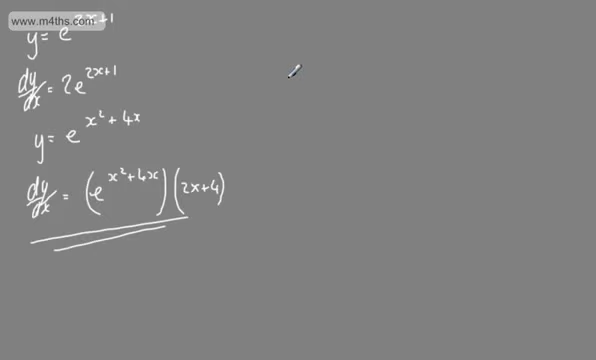 www.m4ths.com
y = e^{2x+1}
dy/dx = 2e^{2x+1}
y = e^{x² + 4x}
dy/dx = (e^{x²+4x})(2x+4)